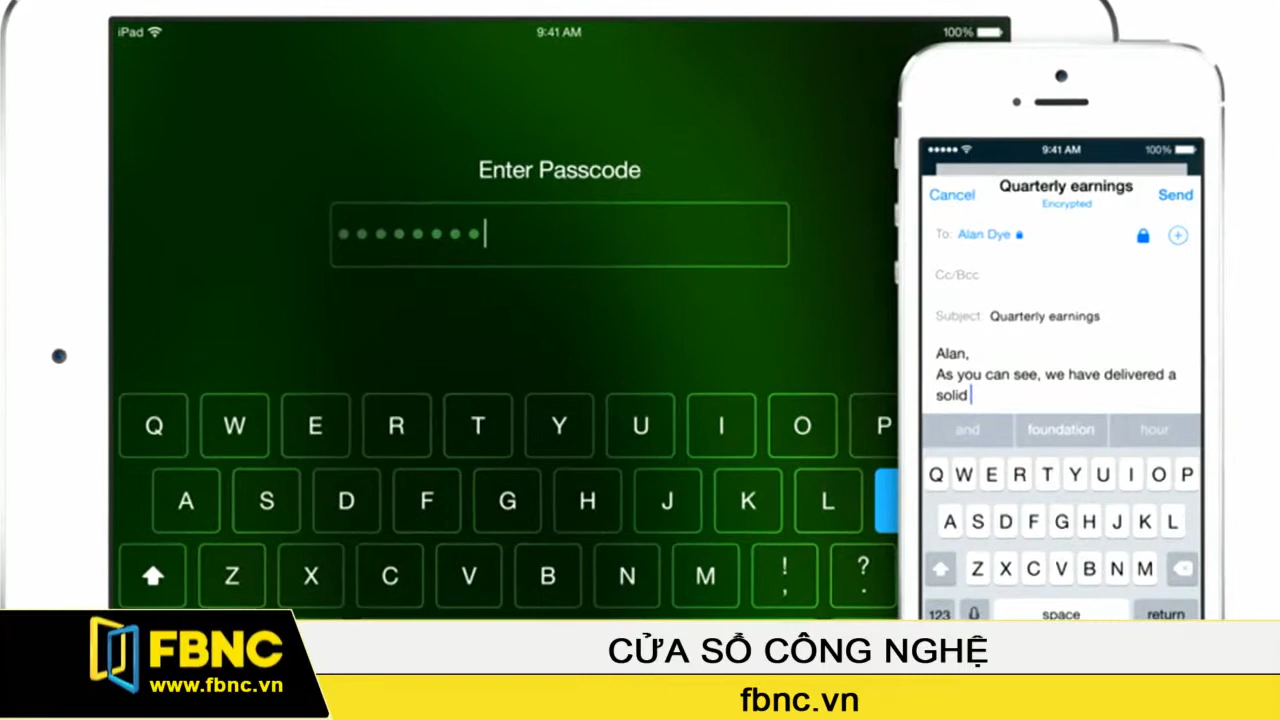 iPad 9:41 AM 100%
Enter Passcode
Q W E R T Y U I O P
A S D F G H J K L
Z X C V B N M ! , ? .
9:41 AM 100%
Cancel Quarterly earnings Send
Encrypted
To: Alan Dye
Cc/Bcc
Subject: Quarterly earnings
Alan,
As you can see, we have delivered a
solid
and foundation hour
Q W E R T Y U I O P
A S D F G H J K L
Z X C V B N M
123 space return
FBNC
www.fbnc.vn
CỬA SỔ CÔNG NGHỆ
fbnc.vn